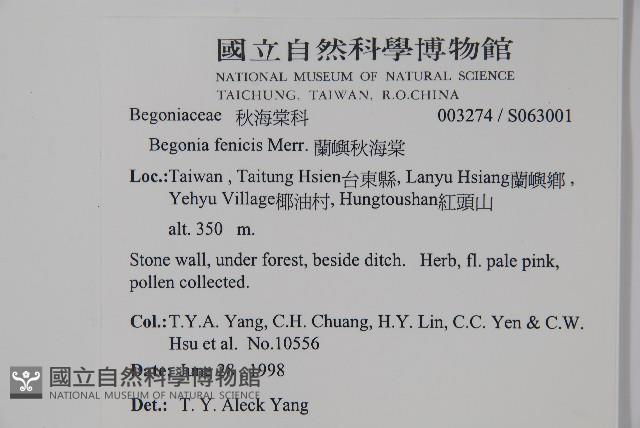 國立自然科學博物館
NATIONAL MUSEUM OF NATURAL SCIENCE
TAICHUNG, TAIWAN, R.O.CHINA
Begoniaceae 秋海棠科 003274 / S063001
Begonia fenicis Merr. 蘭嶼秋海棠
Loc.:Taiwan , Taitung Hsien台東縣, Lanyu Hsiang蘭嶼鄉 ,
Yehyu Village椰油村, Hungtoushan紅頭山
alt. 350 m.
Stone wall, under forest, beside ditch. Herb, fl. pale pink,
pollen collected.
Col.:T.Y.A. Yang, C.H. Chuang, H.Y. Lin, C.C. Yen & C.W.
Hsu et al. No.10556
Date: June 28, 1998
國立自然科學博物館
NATIONAL MUSEUM OF NATURAL SCIENCE
Det.: T. Y. Aleck Yang